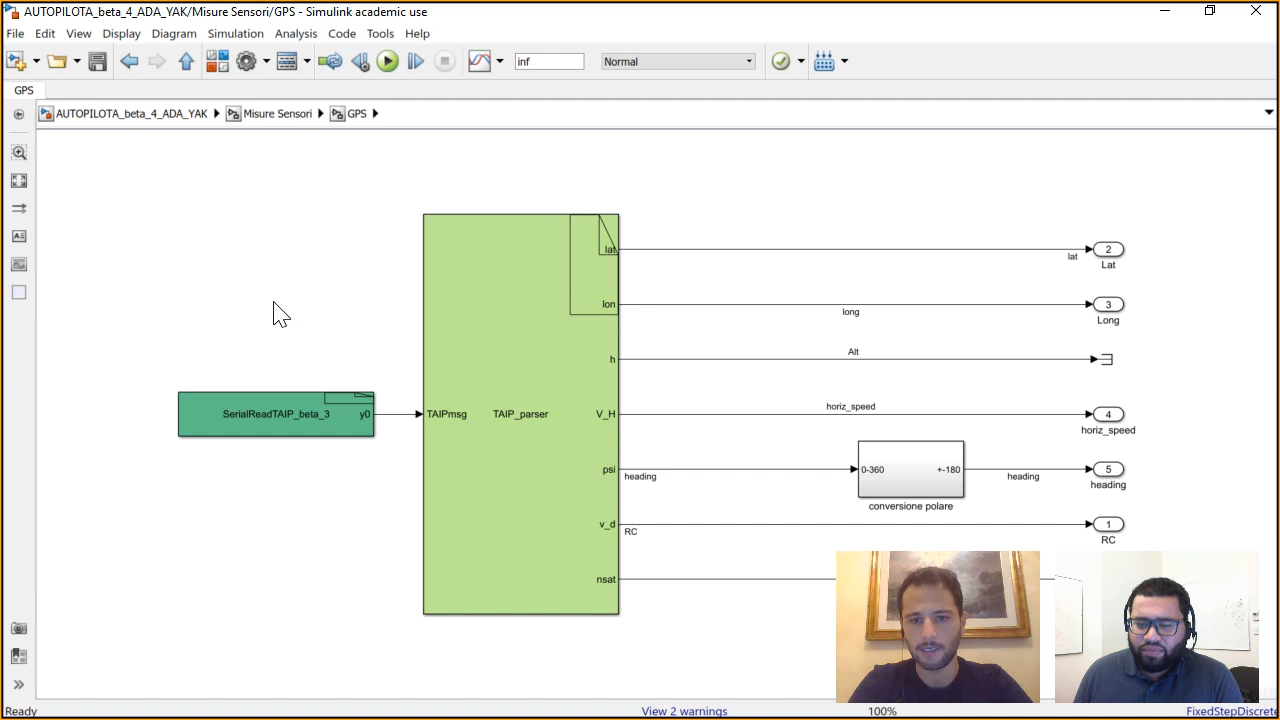 AUTOPILOTA_beta_4_ADA_YAK/Misure Sensori/GPS - Simulink academic use
File Edit View Display Diagram Simulation Analysis Code Tools Help
inf Normal
GPS
AUTOPILOTA_beta_4_ADA_YAK Misure Sensori GPS
lat
lat
2
Lat
lon
long
3
Long
h
Alt
SerialReadTAIP_beta_3 y0
TAIPmsg TAIP_parser V_H
horiz_speed
4
horiz_speed
psi
heading
0-360 +-180
conversione polare
heading
5
heading
v_d
RC
1
RC
nsat
Ready View 2 warnings 100% FixedStepDiscrete